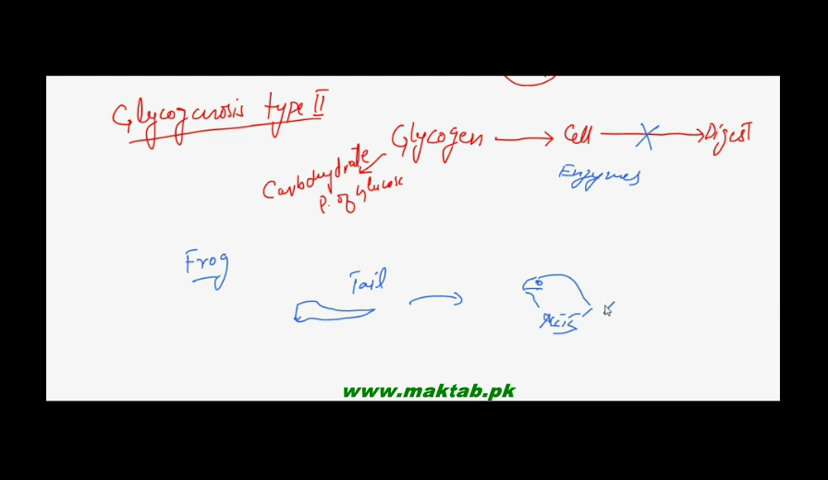 Glycogenosis type II
Glycogen → Cell → Digest
Carbohydrate
P. of Glucose
Enzymes
Frog
Tail
www.maktab.pk